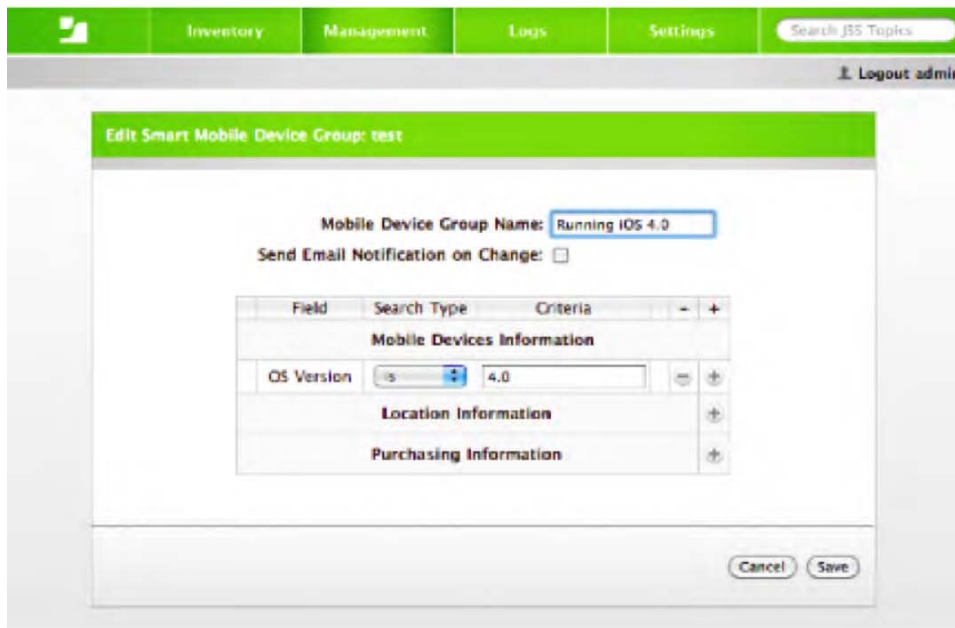 Inventory Management Logs Settings Search JSS Topics
Logout admin
Edit Smart Mobile Device Group: test
Mobile Device Group Name: Running iOS 4.0
Send Email Notification on Change:
Field Search Type Criteria - +
Mobile Devices Information
OS Version is 4.0 - +
Location Information +
Purchasing Information +
Cancel Save